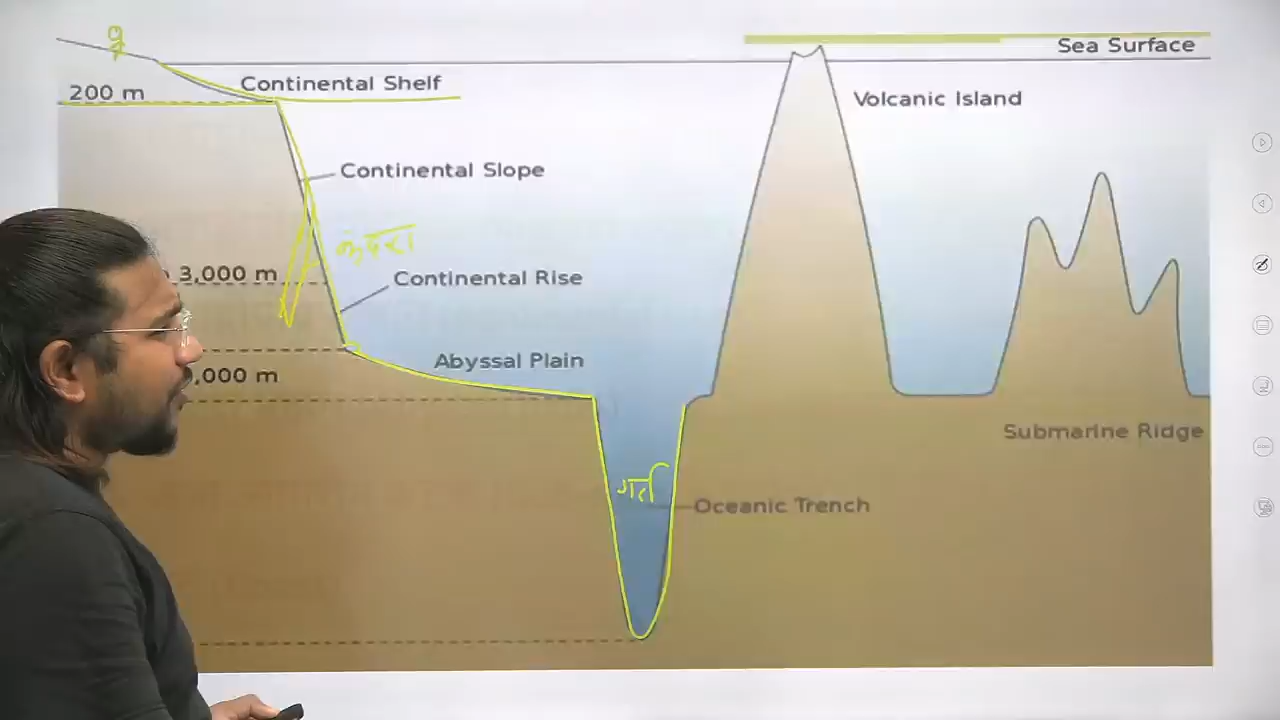 Sea Surface
Continental Shelf
200 m
Volcanic Island
Continental Slope
कन्दरा
3,000 m
Continental Rise
Abyssal Plain
,000 m
Submarine Ridge
गर्त
Oceanic Trench